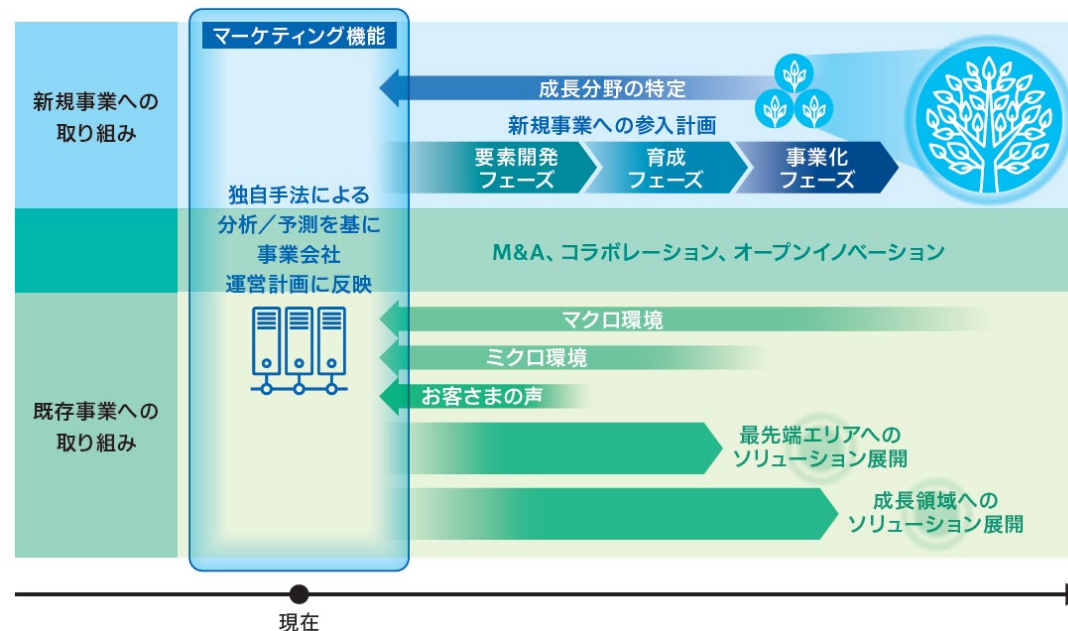 マーケティング機能
新規事業への
取り組み
成長分野の特定
新規事業への参入計画
要素開発
フェーズ
育成
フェーズ
事業化
フェーズ
独自手法による
分析／予測を基に
事業会社
運営計画に反映
M&A、コラボレーション、オープンイノベーション
既存事業への
取り組み
マクロ環境
ミクロ環境
お客さまの声
最先端エリアへの
ソリューション展開
成長領域への
ソリューション展開
現在